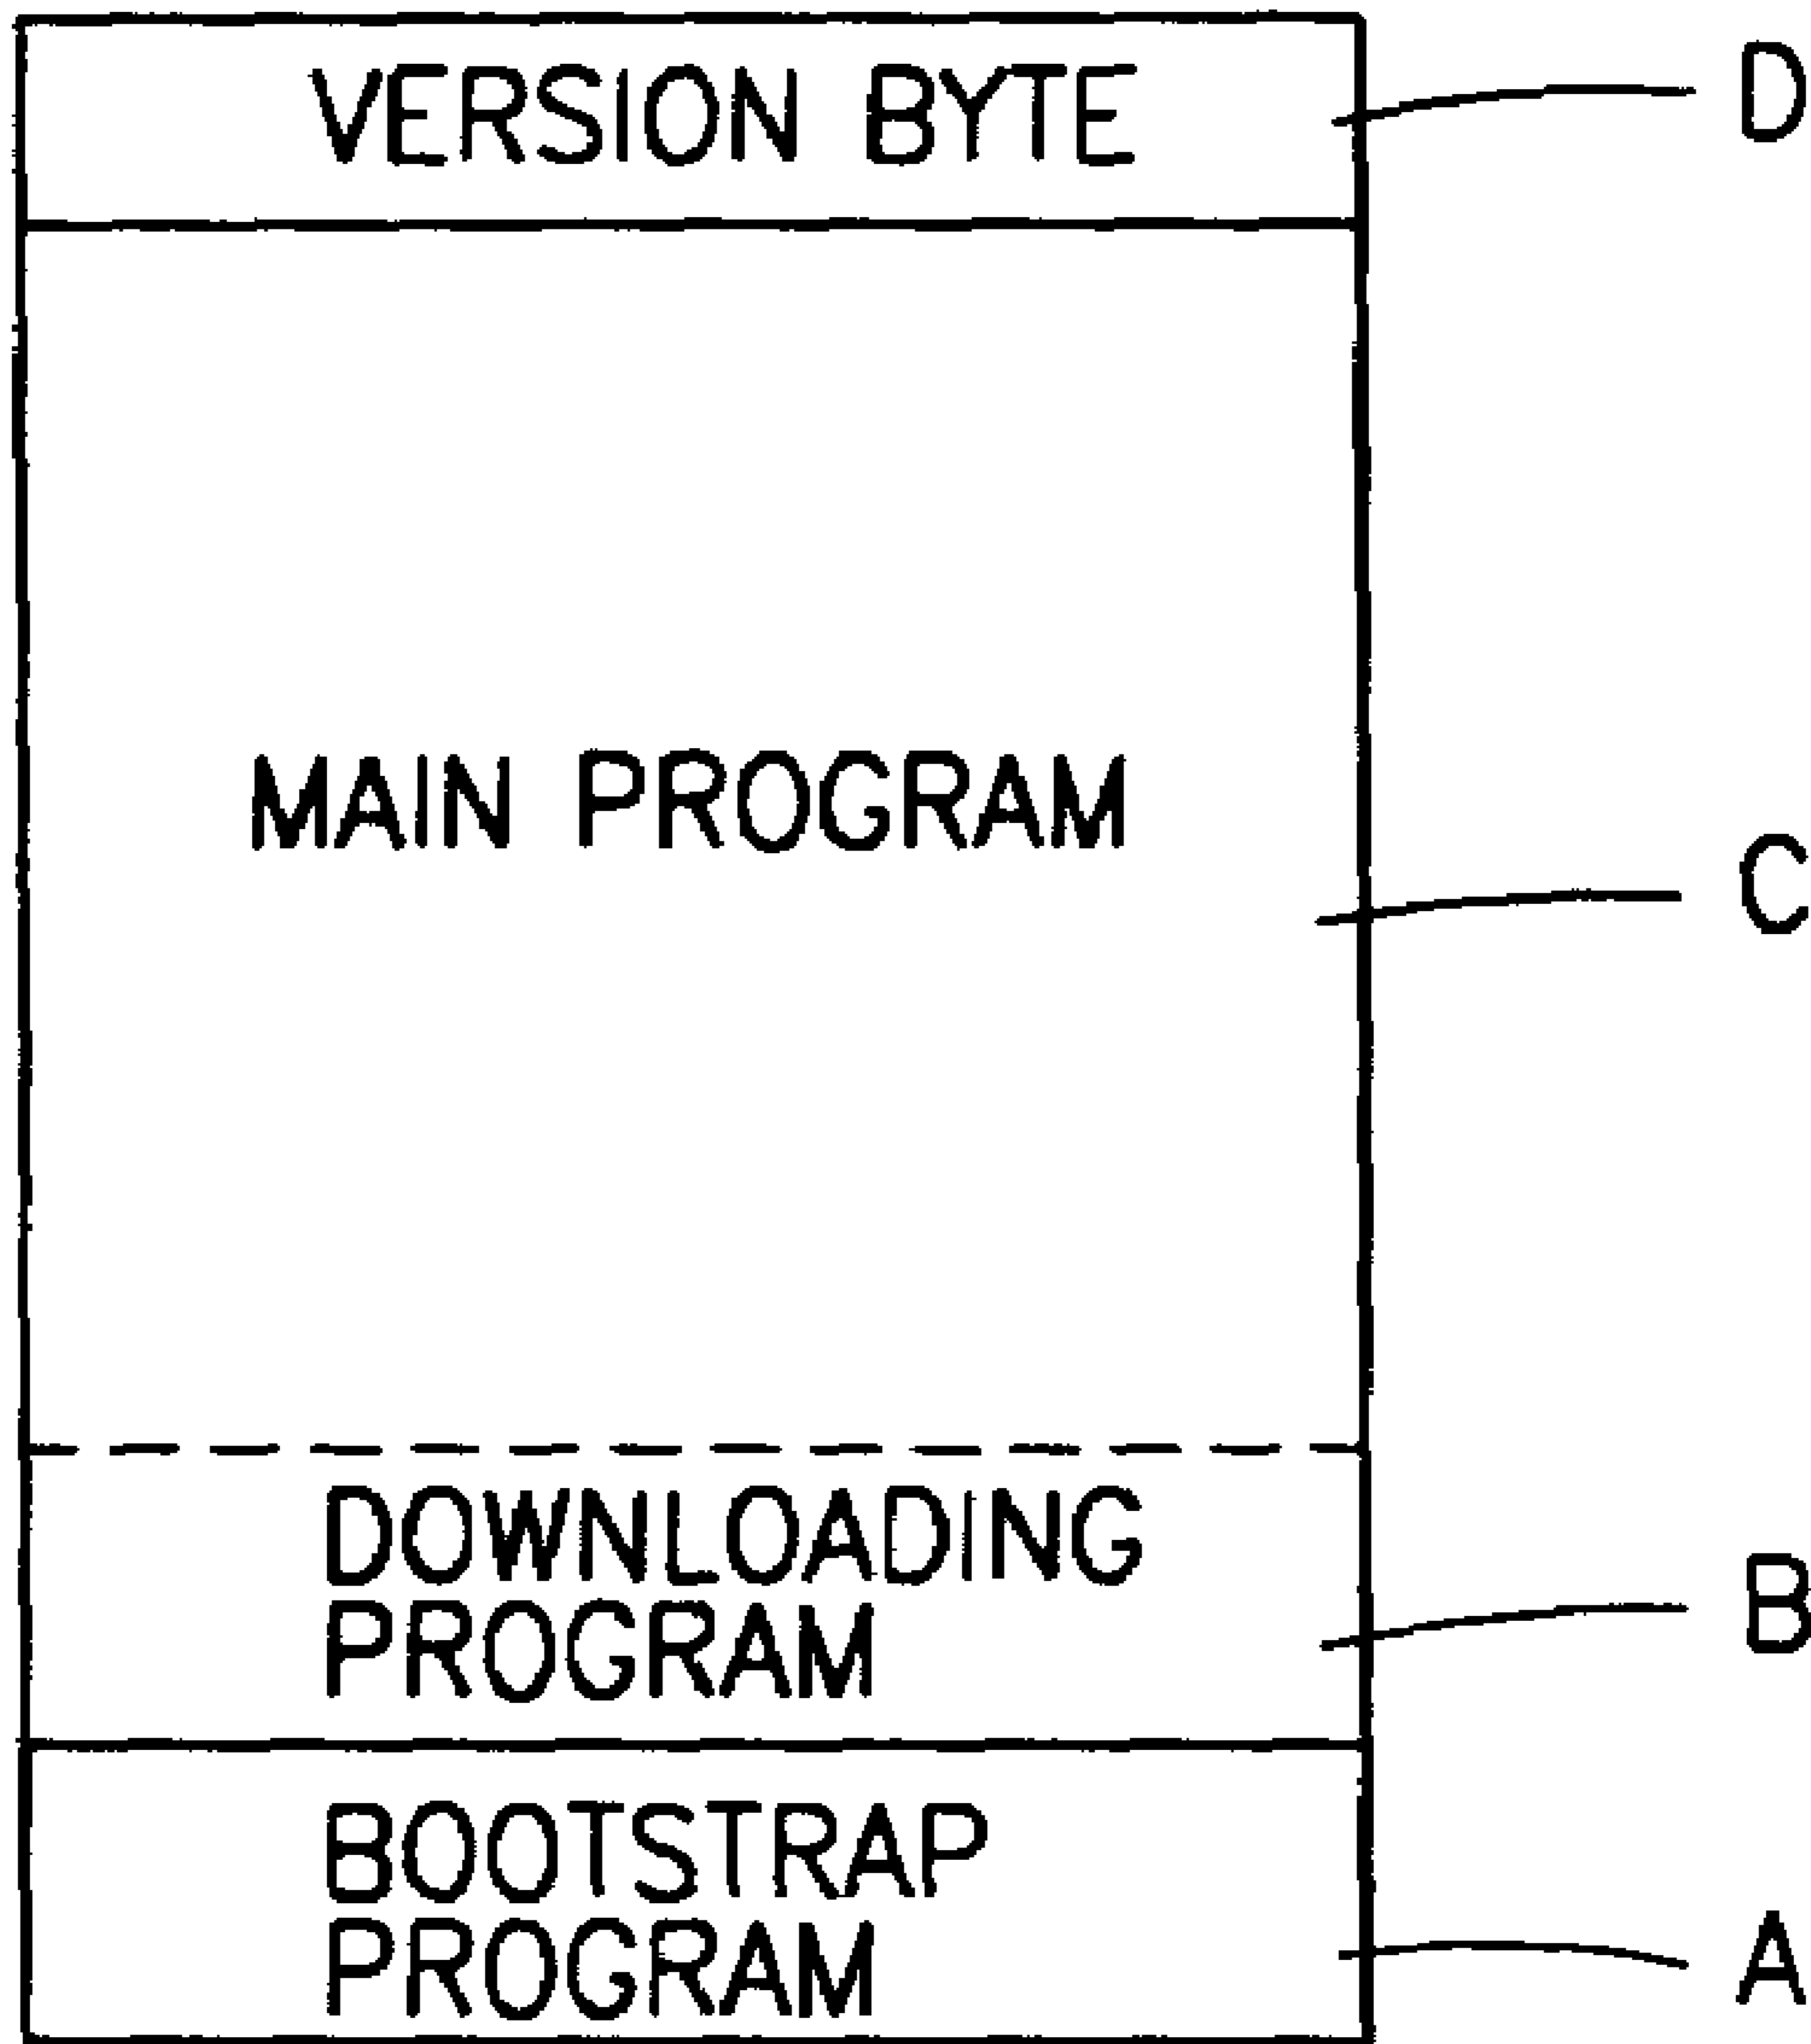 VERSION BYTE
D
MAIN PROGRAM
C
DOWNLOADING
PROGRAM
B
BOOTSTRAP
PROGRAM
A